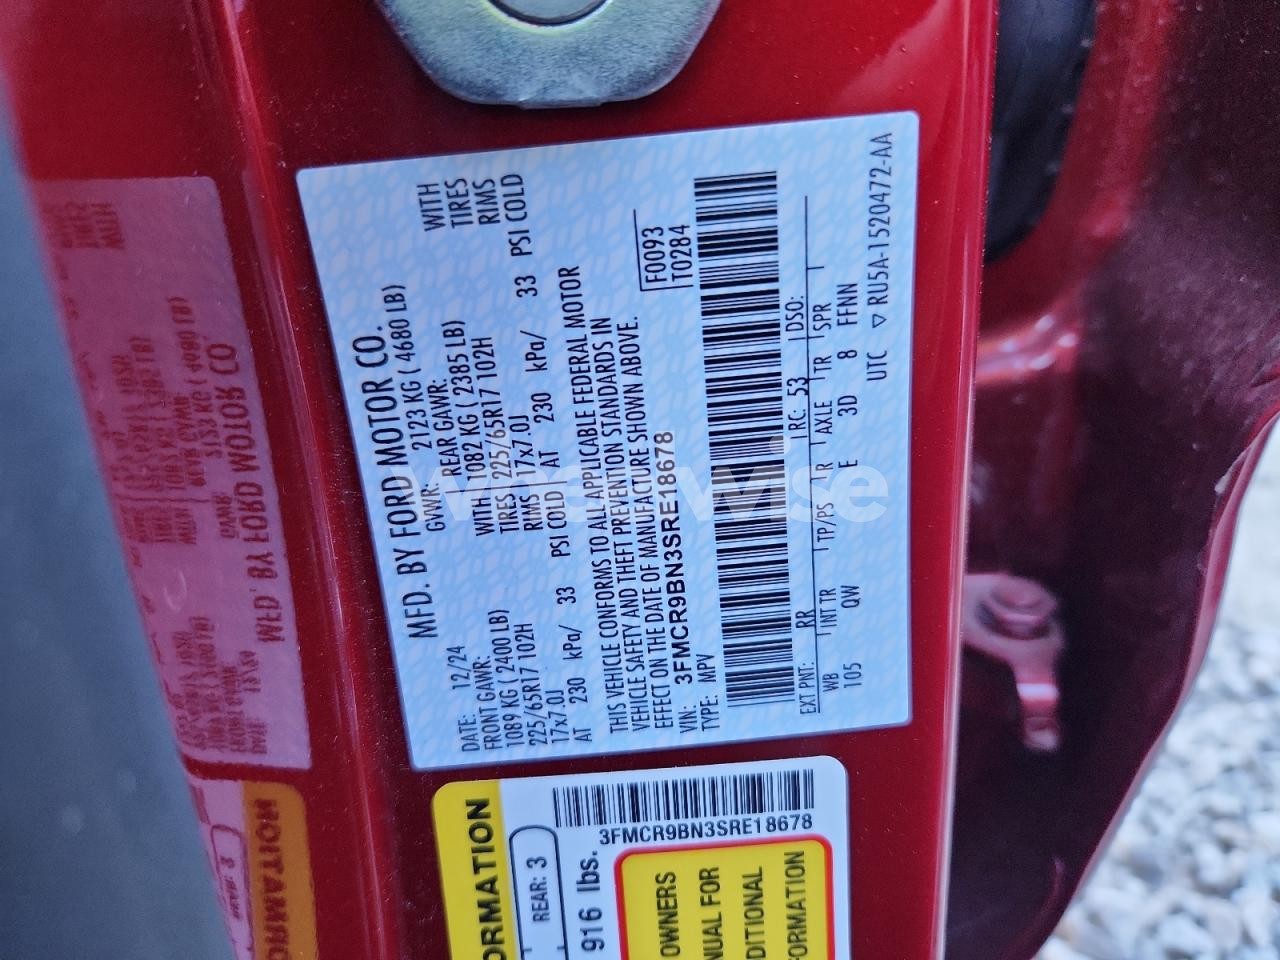 MFD. BY FORD MOTOR CO.
DATE: 12/24 GVWR: 2123 KG ( 4680 LB)
FRONT GAWR: REAR GAWR:
1089 KG ( 2400 LB) WITH 1082 KG ( 2385 LB) WITH
225/65R17 102H TIRES 225/65R17 102H TIRES
17x7.0J RIMS 17x7.0J RIMS
AT 230 kPa/ 33 PSI COLD AT 230 kPa/ 33 PSI COLD
THIS VEHICLE CONFORMS TO ALL APPLICABLE FEDERAL MOTOR
VEHICLE SAFETY AND THEFT PREVENTION STANDARDS IN
EFFECT ON THE DATE OF MANUFACTURE SHOWN ABOVE.
VIN: 3FMCR9BN3SRE18678
TYPE: MPV
F0093
T0284
EXT PNT: RR RC: 53 DSO:
WB INT TR TP/PS R AXLE TR SPR
105 QW E 3D 8 FFNN
UTC ▽ RU5A-1520472-AA
ORMATION
REAR: 3
916 lbs.
3FMCR9BN3SRE18678
OWNERS
NUAL FOR
DITIONAL
ORMATION